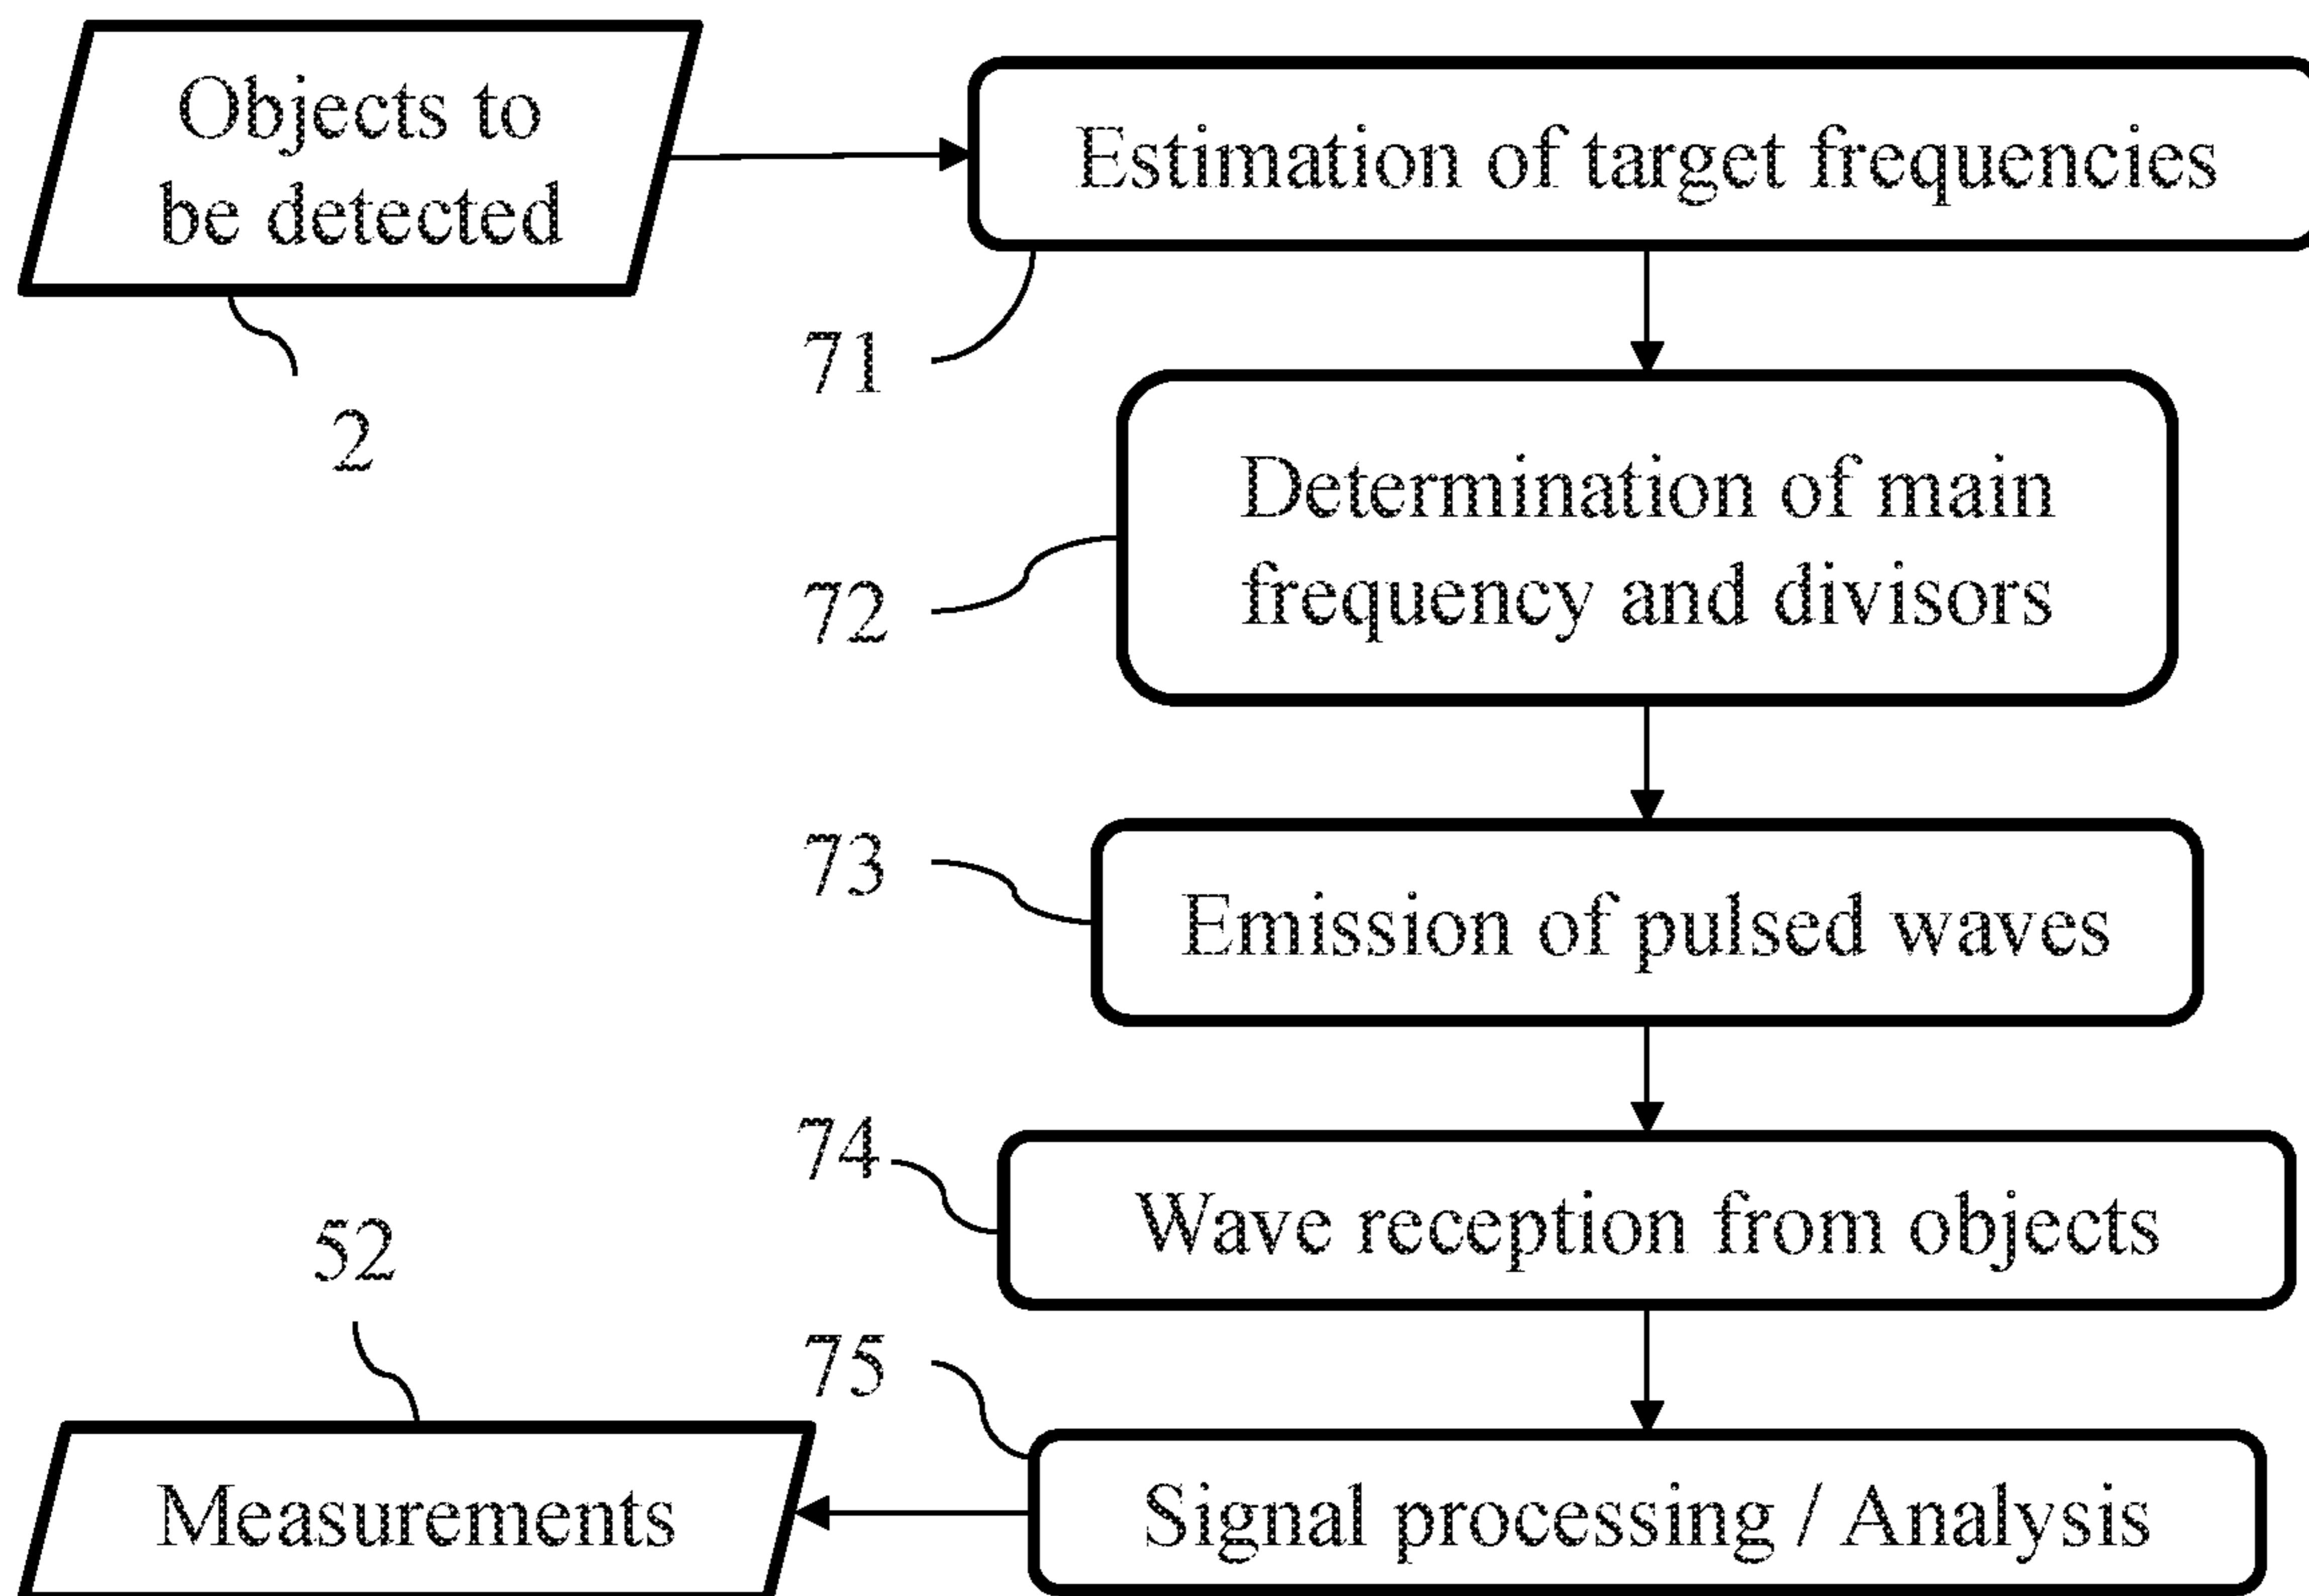 Objects to
be detected
2
Estimation of target frequencies
71
Determination of main
frequency and divisors
72
73
Emission of pulsed waves
74
Wave reception from objects
52
75
Measurements
Signal processing / Analysis